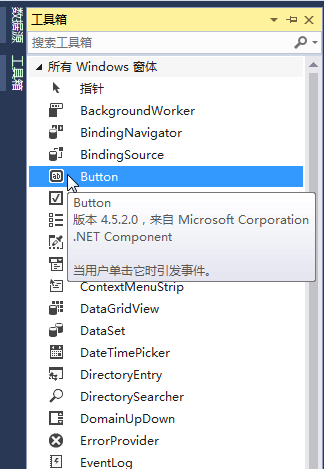 数据源
工具箱
工具箱
搜索工具箱
所有 Windows 窗体
指针
BackgroundWorker
BindingNavigator
BindingSource
Button
Button
版本 4.5.2.0，来自 Microsoft Corporation
.NET Component
当用户单击它时引发事件。
ContextMenuStrip
DataGridView
DataSet
DateTimePicker
DirectoryEntry
DirectorySearcher
DomainUpDown
ErrorProvider
EventLog